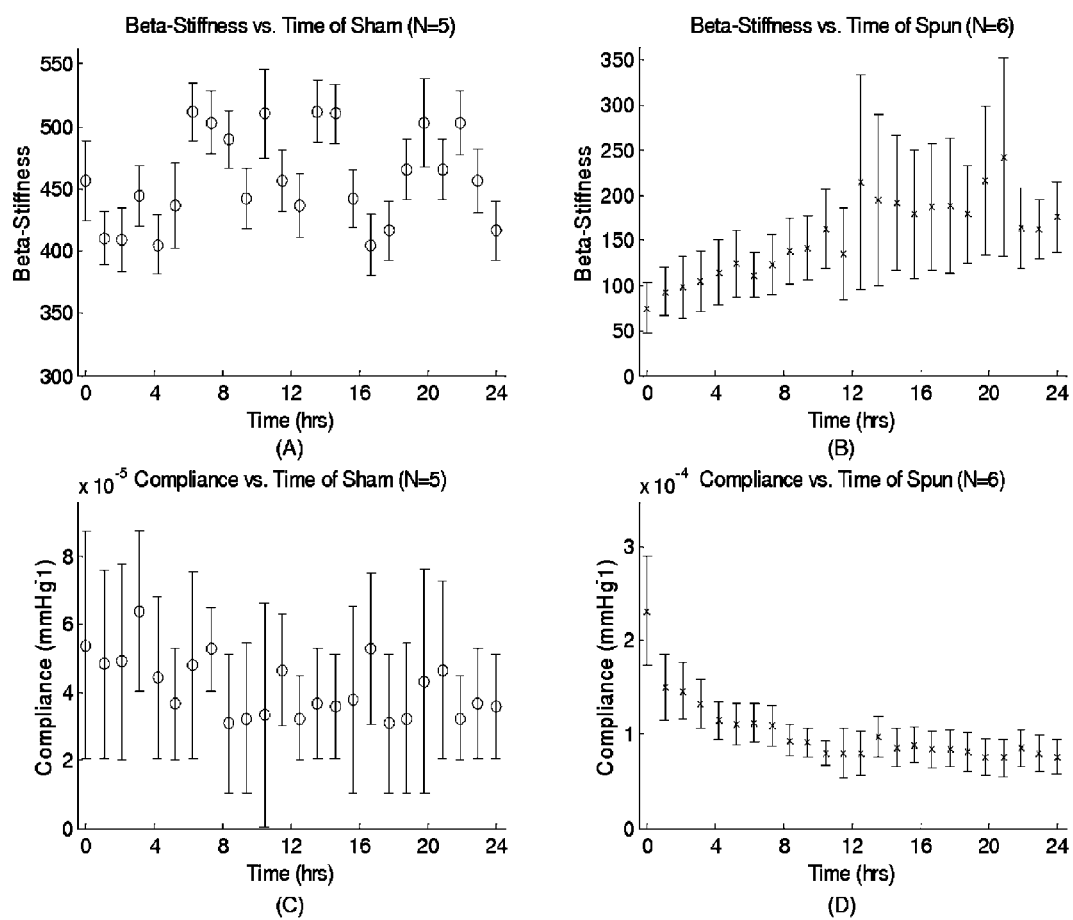 Beta-Stiffness vs. Time of Sham (N=5)
Beta-Stiffness
550
500
450
400
350
300
0 4 8 12 16 20 24
Time (hrs)
(A)
Beta-Stiffness vs. Time of Spun (N=6)
Beta-Stiffness
350
300
250
200
150
100
50
0
0 4 8 12 16 20 24
Time (hrs)
(B)
x 10-5 Compliance vs. Time of Sham (N=5)
Compliance (mmHg-1)
8
6
4
2
0
0 4 8 12 16 20 24
Time (hrs)
(C)
x 10-4 Compliance vs. Time of Spun (N=6)
Compliance (mmHg-1)
3
2
1
0
0 4 8 12 16 20 24
Time (hrs)
(D)